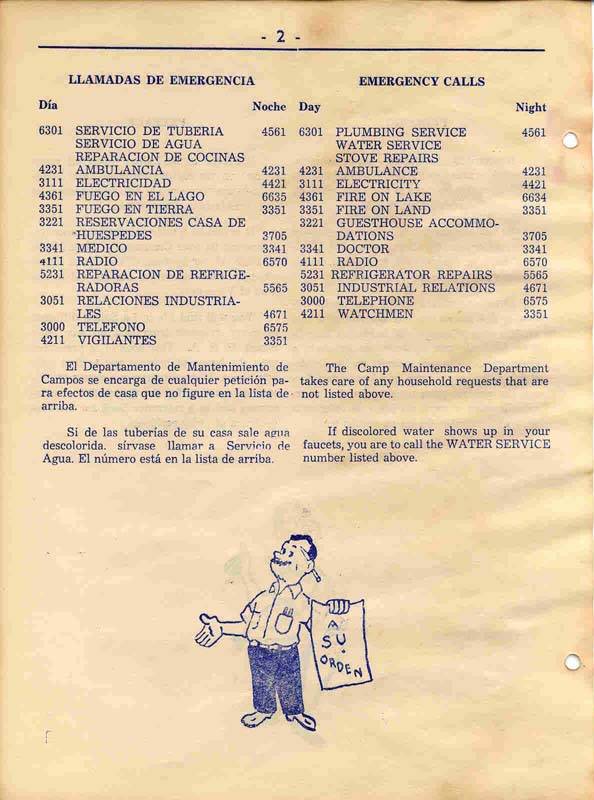 - 2 -
LLAMADAS DE EMERGENCIA
Día Noche
6301 SERVICIO DE TUBERIA 4561
SERVICIO DE AGUA
REPARACION DE COCINAS
4231 AMBULANCIA 4231
3111 ELECTRICIDAD 4421
4361 FUEGO EN EL LAGO 6635
3351 FUEGO EN TIERRA 3351
3221 RESERVACIONES CASA DE
HUESPEDES 3705
3341 MEDICO 3341
4111 RADIO 6570
5231 REPARACION DE REFRIGE-
RADORAS 5565
3051 RELACIONES INDUSTRIA-
LES 4671
3000 TELEFONO 6575
4211 VIGILANTES 3351
El Departamento de Mantenimiento de
Campos se encarga de cualquier petición pa-
ra efectos de casa que no figure en la lista de
arriba.
Si de las tuberías de su casa sale agua
descolorida. sírvase llamar a Servicio de
Agua. El número está en la lista de arriba.
EMERGENCY CALLS
Day Night
6301 PLUMBING SERVICE 4561
WATER SERVICE
STOVE REPAIRS
4231 AMBULANCE 4231
3111 ELECTRICITY 4421
4361 FIRE ON LAKE 6634
3351 FIRE ON LAND 3351
3221 GUESTHOUSE ACCOMMO-
DATIONS 3705
3341 DOCTOR 3341
4111 RADIO 6570
5231 REFRIGERATOR REPAIRS 5565
3051 INDUSTRIAL RELATIONS 4671
3000 TELEPHONE 6575
4211 WATCHMEN 3351
The Camp Maintenance Department
takes care of any household requests that are
not listed above.
If discolored water shows up in your
faucets, you are to call the WATER SERVICE
number listed above.
A
SU
ORDEN